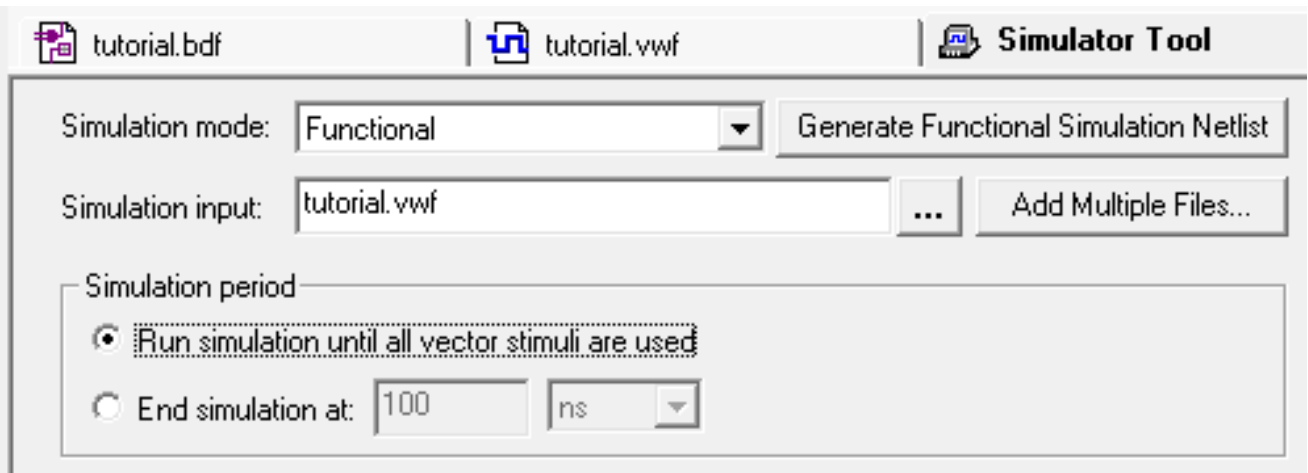 tutorial.bdf tutorial.vwf Simulator Tool
Simulation mode: Functional Generate Functional Simulation Netlist
Simulation input: tutorial.vwf ... Add Multiple Files...
Simulation period
Run simulation until all vector stimuli are used
End simulation at: 100 ns